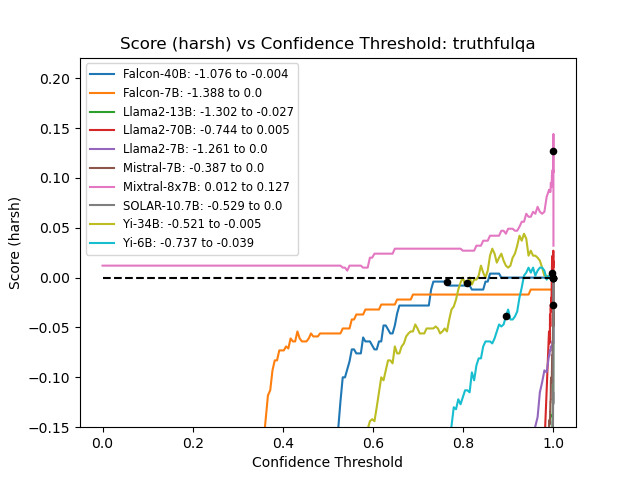 Score (harsh) vs Confidence Threshold: truthfulqa
Falcon-40B: -1.076 to -0.004
Falcon-7B: -1.388 to 0.0
Llama2-13B: -1.302 to -0.027
Llama2-70B: -0.744 to 0.005
Llama2-7B: -1.261 to 0.0
Mistral-7B: -0.387 to 0.0
Mixtral-8x7B: 0.012 to 0.127
SOLAR-10.7B: -0.529 to 0.0
Yi-34B: -0.521 to -0.005
Yi-6B: -0.737 to -0.039
Score (harsh)
0.20
0.15
0.10
0.05
0.00
−0.05
−0.10
−0.15
0.0 0.2 0.4 0.6 0.8 1.0
Confidence Threshold